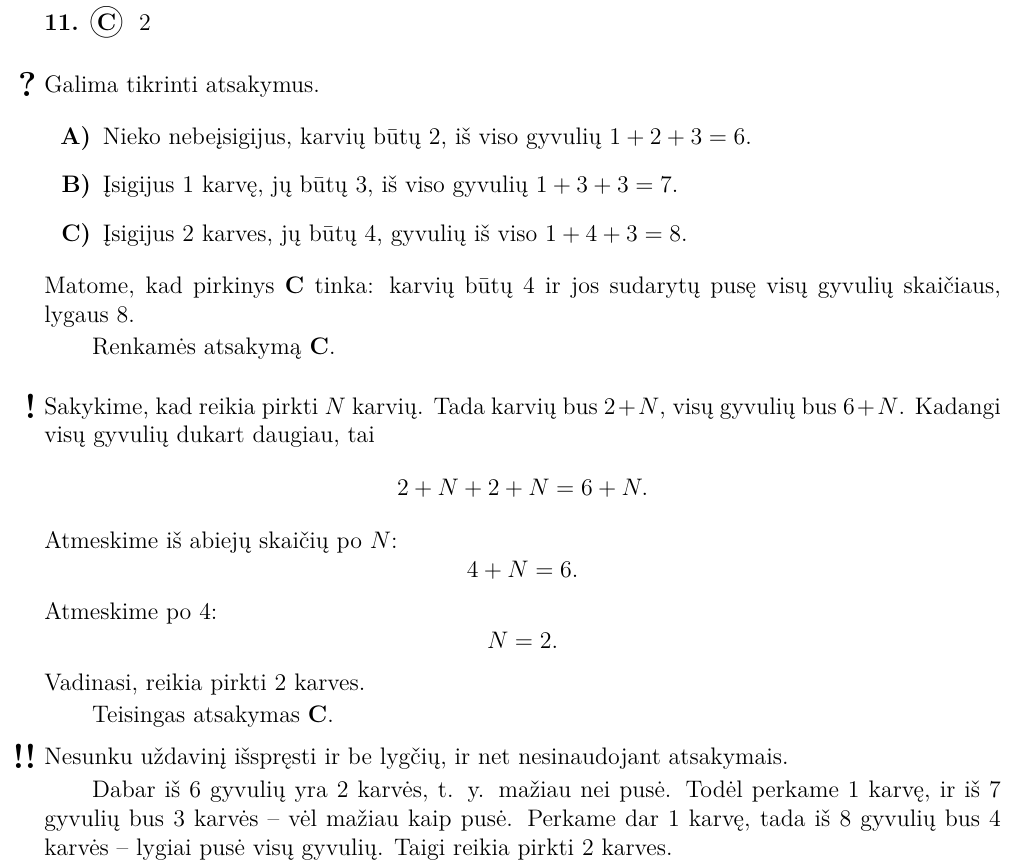 11. C 2
? Galima tikrinti atsakymus.
A) Nieko nebeįsigijus, karvių būtų 2, iš viso gyvulių 1 + 2 + 3 = 6.
B) Įsigijus 1 karvę, jų būtų 3, iš viso gyvulių 1 + 3 + 3 = 7.
C) Įsigijus 2 karves, jų būtų 4, gyvulių iš viso 1 + 4 + 3 = 8.
Matome, kad pirkinys C tinka: karvių būtų 4 ir jos sudarytų pusę visų gyvulių skaičiaus,
lygaus 8.
Renkamės atsakymą C.
! Sakykime, kad reikia pirkti N karvių. Tada karvių bus 2+N, visų gyvulių bus 6+N. Kadangi
visų gyvulių dukart daugiau, tai
2 + N + 2 + N = 6 + N.
Atmeskime iš abiejų skaičių po N:
4 + N = 6.
Atmeskime po 4:
N = 2.
Vadinasi, reikia pirkti 2 karves.
Teisingas atsakymas C.
!! Nesunku uždavinį išspręsti ir be lygčių, ir net nesinaudojant atsakymais.
Dabar iš 6 gyvulių yra 2 karvės, t. y. mažiau nei pusė. Todėl perkame 1 karvę, ir iš 7
gyvulių bus 3 karvės – vėl mažiau kaip pusė. Perkame dar 1 karvę, tada iš 8 gyvulių bus 4
karvės – lygiai pusė visų gyvulių. Taigi reikia pirkti 2 karves.